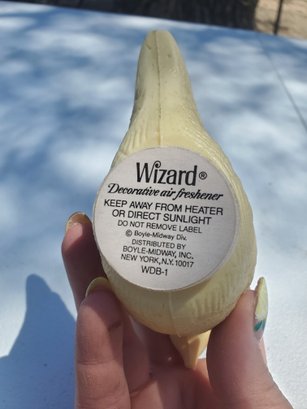 Wizard®
Decorative air freshener
KEEP AWAY FROM HEATER
OR DIRECT SUNLIGHT
DO NOT REMOVE LABEL
© Boyle-Midway Div.
DISTRIBUTED BY
BOYLE-MIDWAY, INC.
NEW YORK, N.Y. 10017
WDB-1